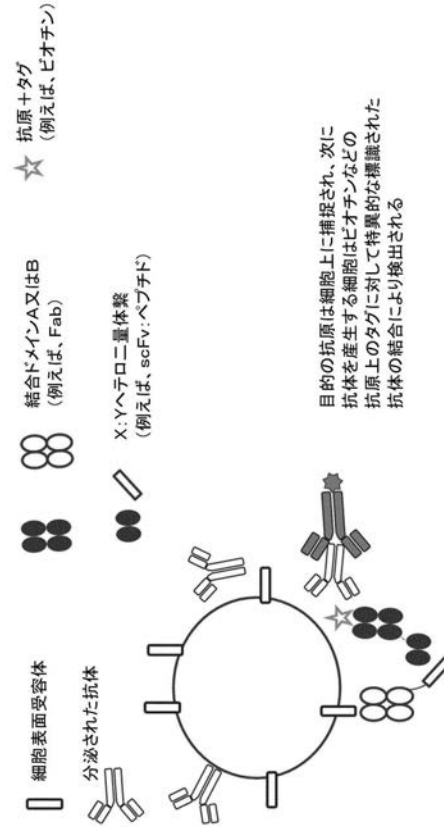 細胞表面受容体
分泌された抗体
結合ドメインA又はB
(例えば、Fab)
X:Yヘテロ二量体繋
(例えば、scFv:ペプチド)
抗原+タグ
(例えば、ビオチン)
目的の抗原は細胞上に捕捉され、次に
抗体を産生する細胞はビオチンなどの
抗原上のタグに対して特異的な標識された
抗体の結合により検出される